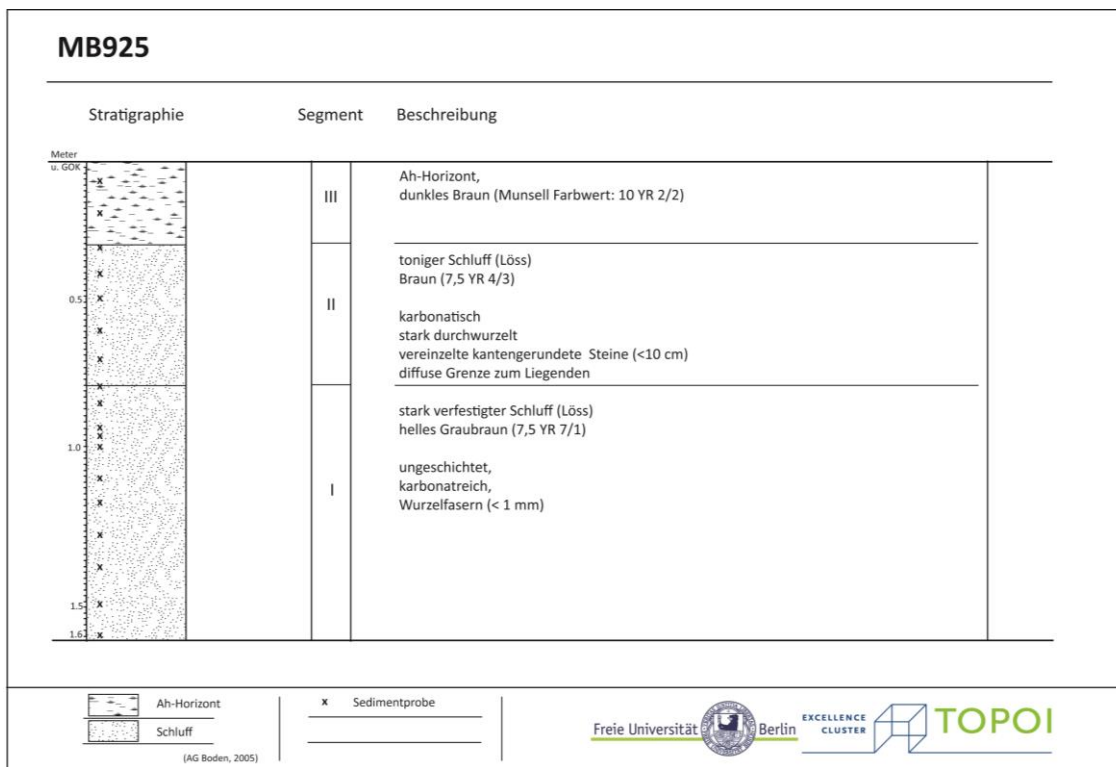 MB925
Stratigraphie Segment Beschreibung
Meter
u. GOK
III
Ah-Horizont,
dunkles Braun (Munsell Farbwert: 10 YR 2/2)
x
x
x
x
0.5 x
x
x
x
II
toniger Schluff (Löss)
Braun (7,5 YR 4/3)
karbonatisch
stark durchwurzelt
vereinzelte kantengerundete Steine (<10 cm)
diffuse Grenze zum Liegenden
x
x
x
1.0 x
x
x
x
x
1.5 x
1.6 x
I
stark verfestigter Schluff (Löss)
helles Graubraun (7,5 YR 7/1)
ungeschichtet,
karbonatreich,
Wurzelfasern (< 1 mm)
Ah-Horizont
Schluff
(AG Boden, 2005)
x Sedimentprobe
Freie Universität Berlin
EXCELLENCE
CLUSTER
TOPOI